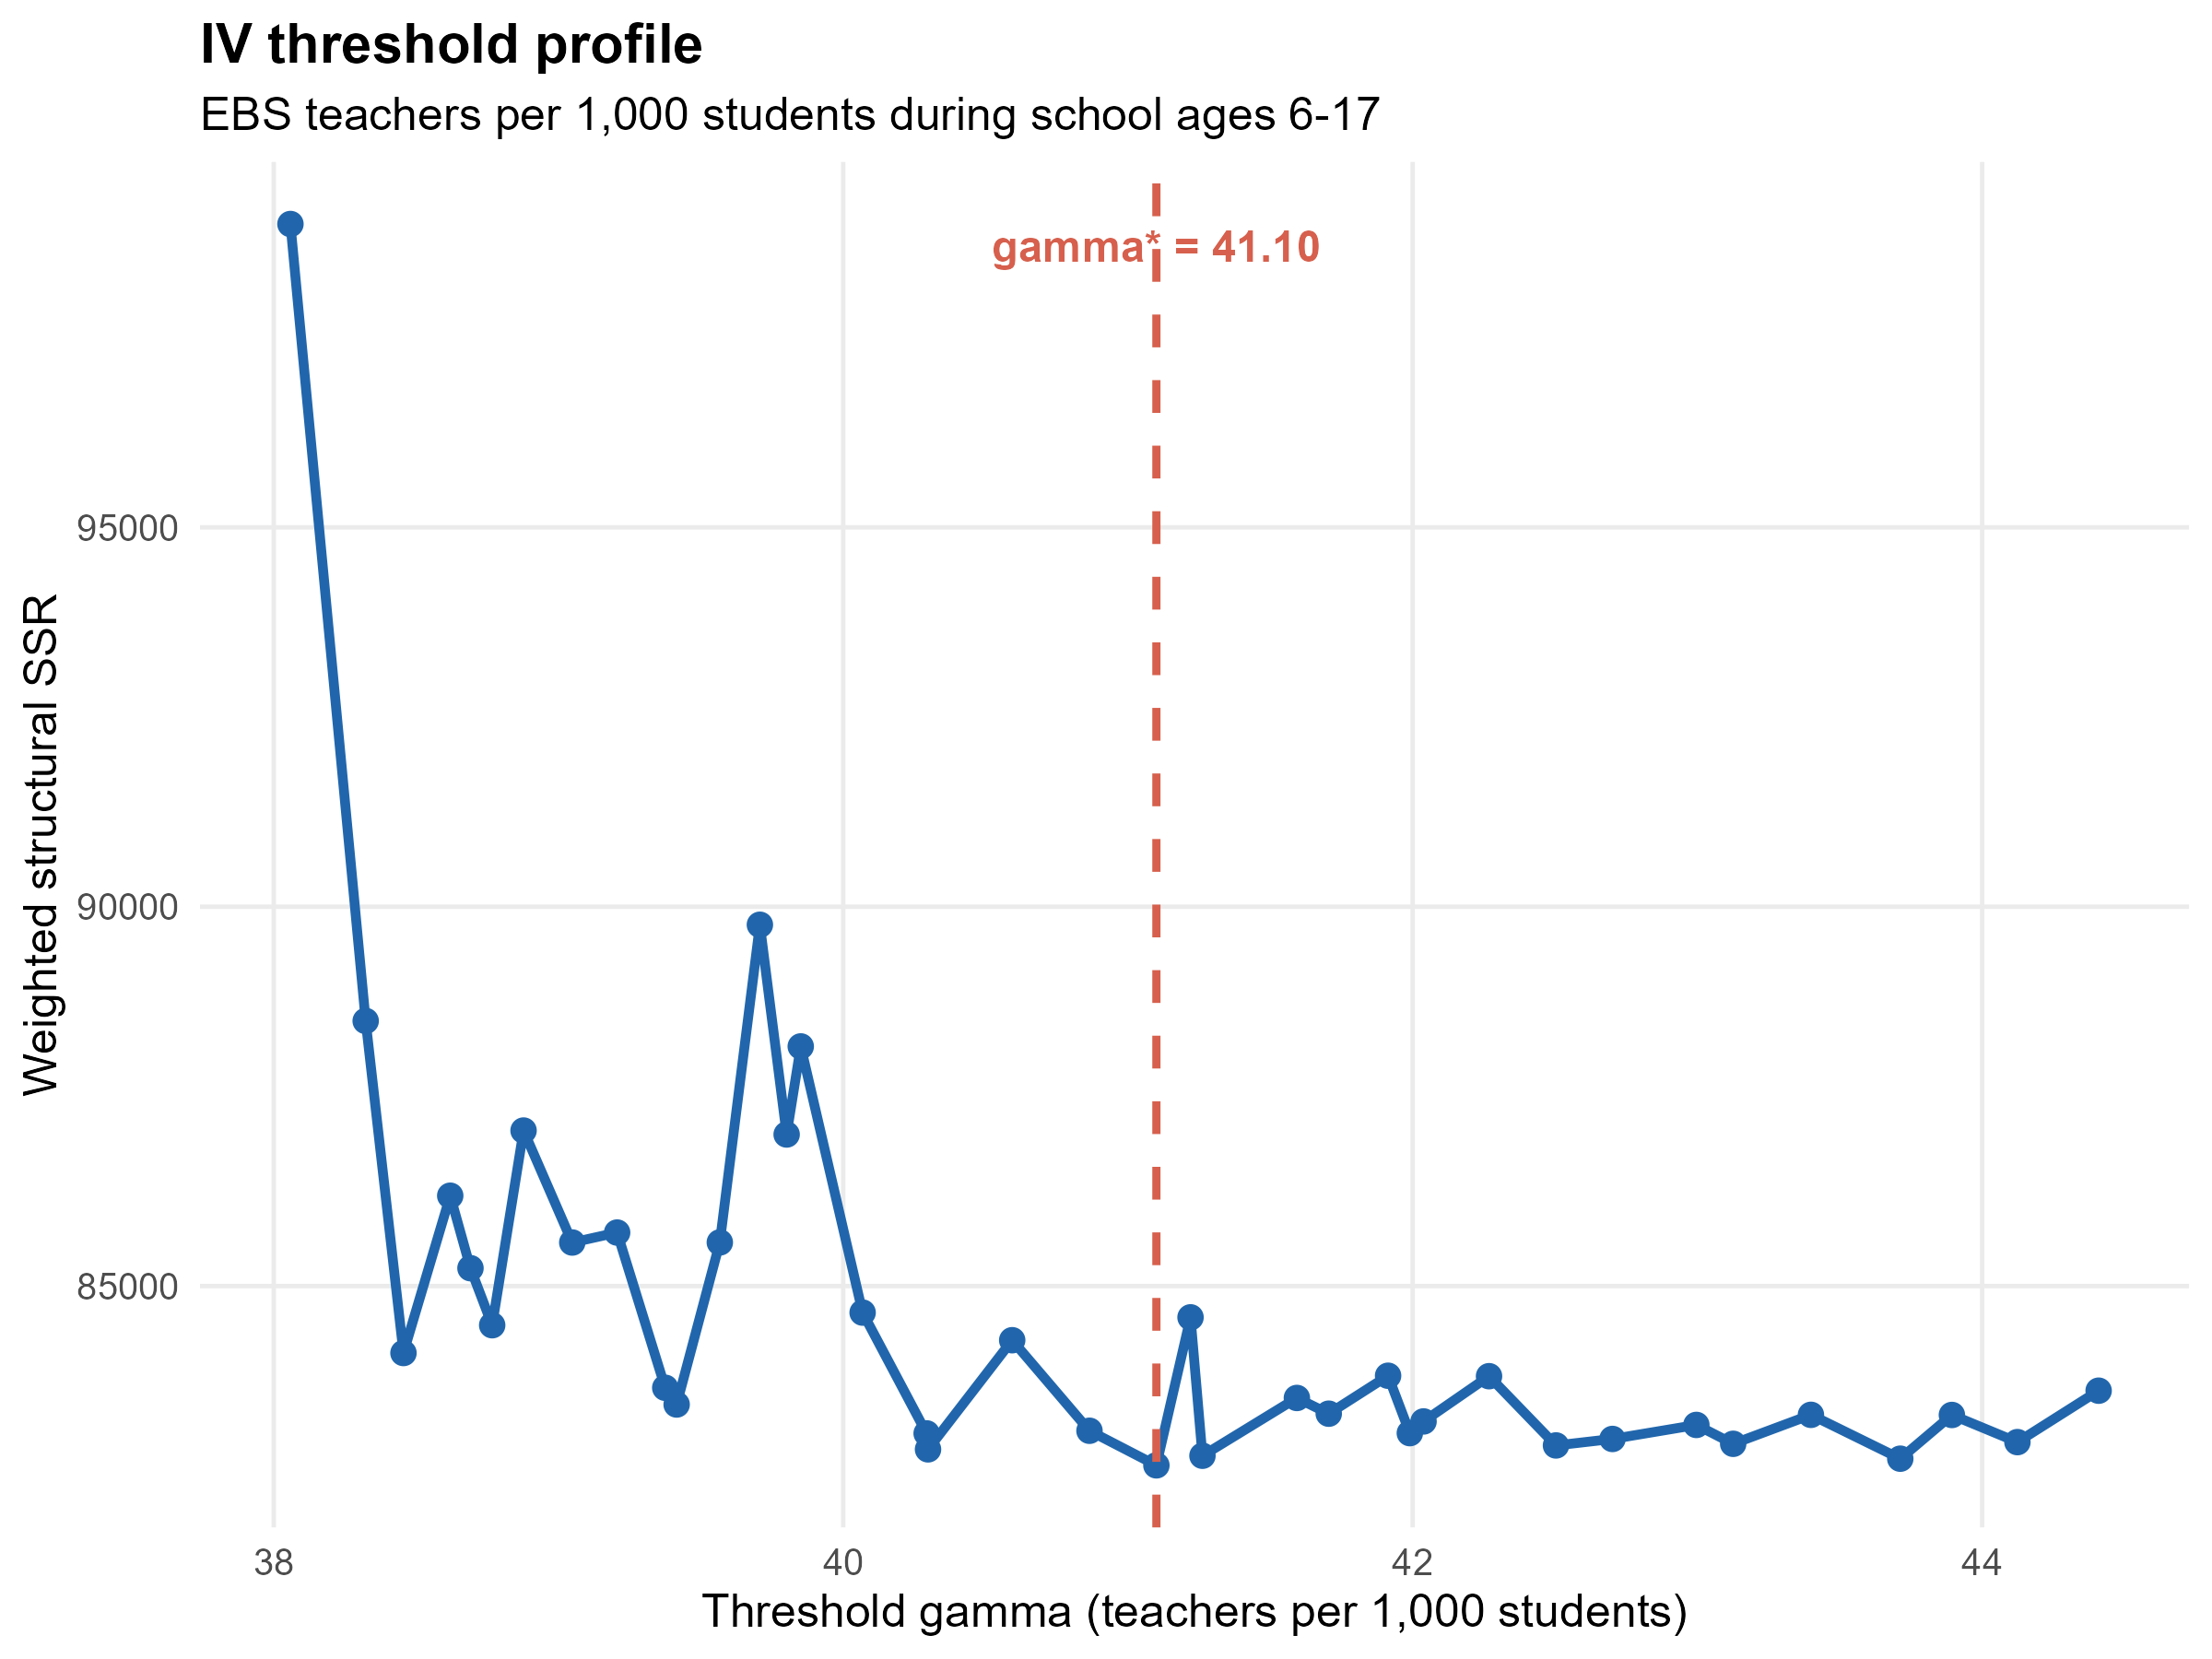 IV threshold profile
EBS teachers per 1,000 students during school ages 6-17
gamma* = 41.10
Weighted structural SSR
95000
90000
85000
38
40
42
44
Threshold gamma (teachers per 1,000 students)